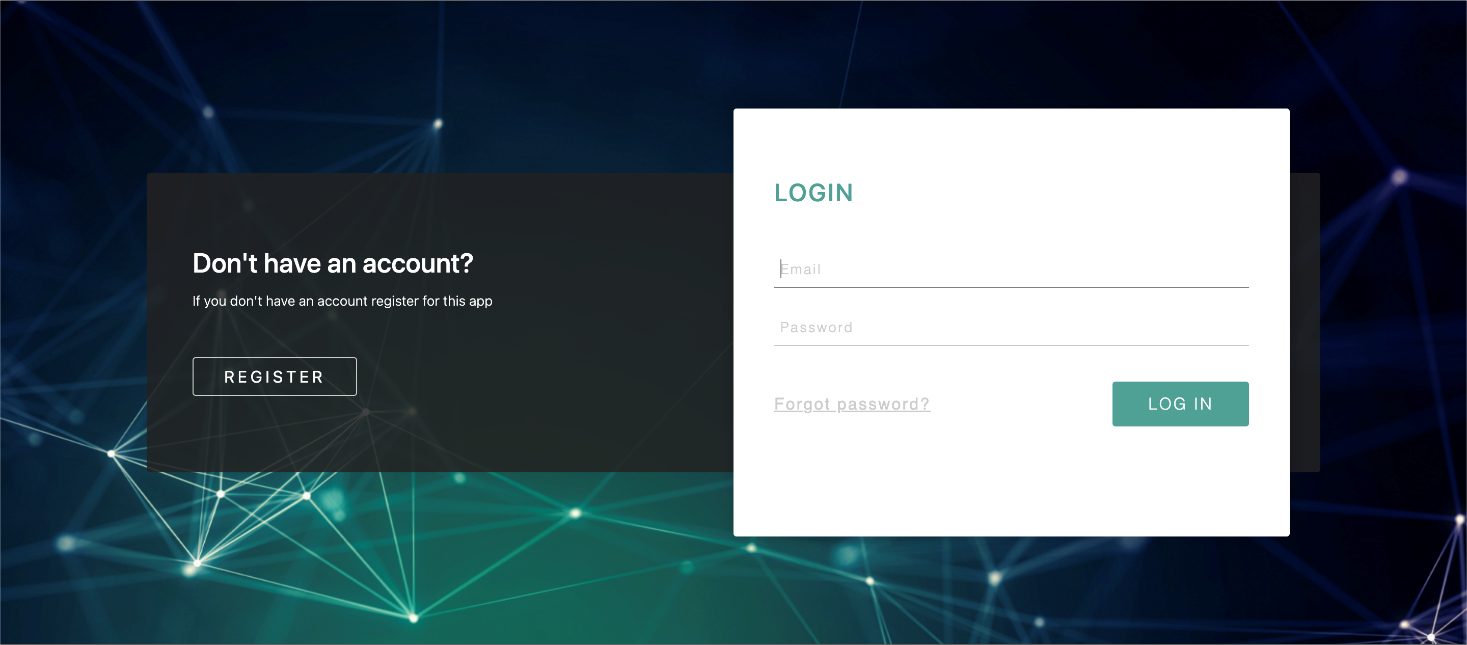 Don't have an account?
If you don't have an account register for this app
REGISTER
LOGIN
Email
Password
Forgot password?
LOG IN